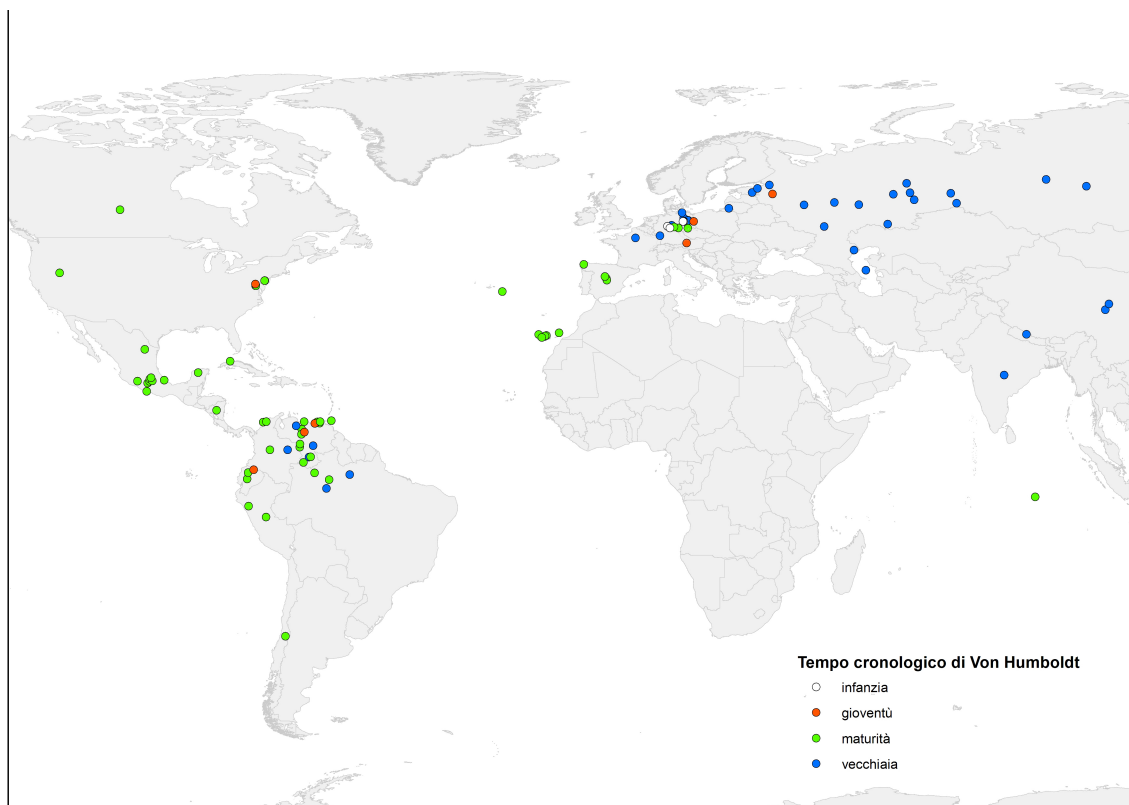 Tempo cronologico di Von Humboldt
infanzia
gioventù
maturità
vecchiaia